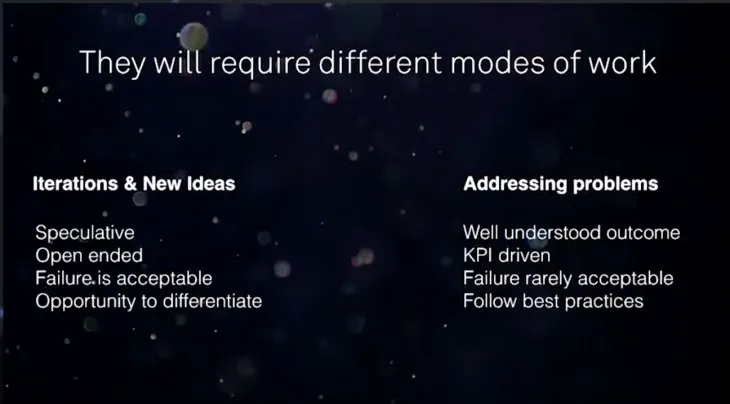 They will require different modes of work
Iterations & New Ideas
Speculative
Open ended
Failure is acceptable
Opportunity to differentiate
Addressing problems
Well understood outcome
KPI driven
Failure rarely acceptable
Follow best practices